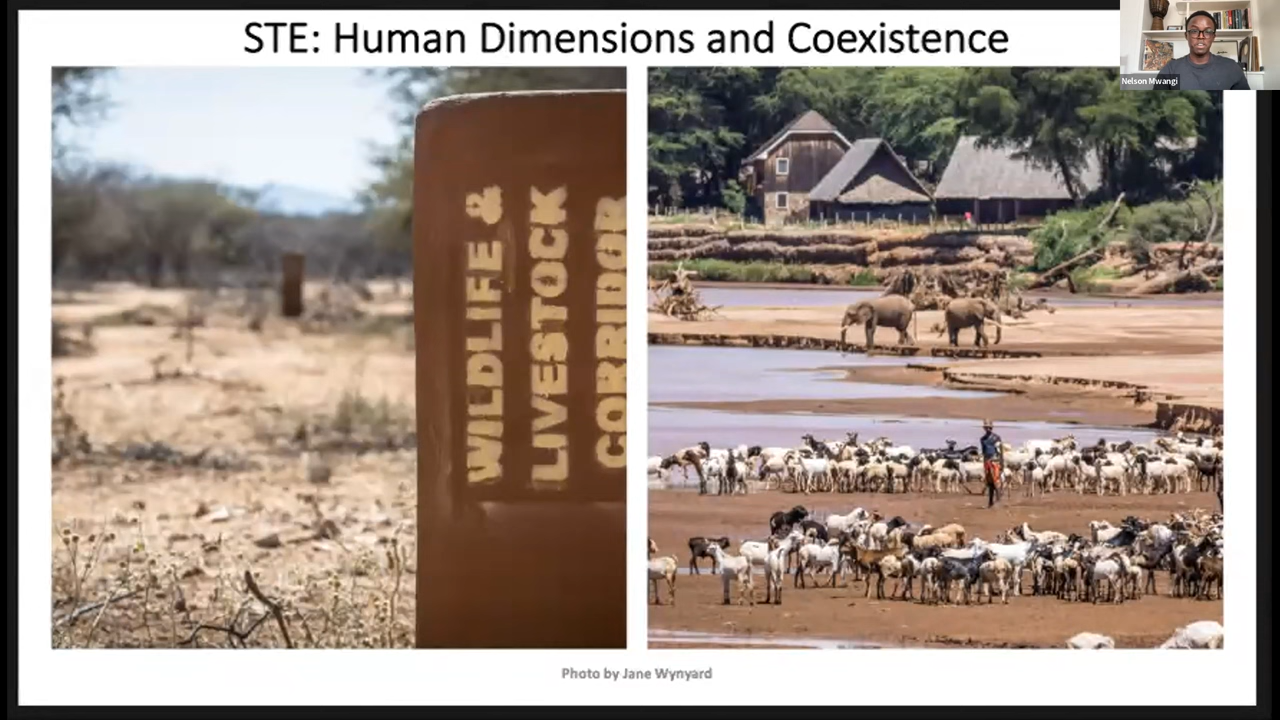 STE: Human Dimensions and Coexistence
Nelson Mwangi
WILDLIFE &
LIVESTOCK
CORRIDOR
Photo by Jane Wynyard